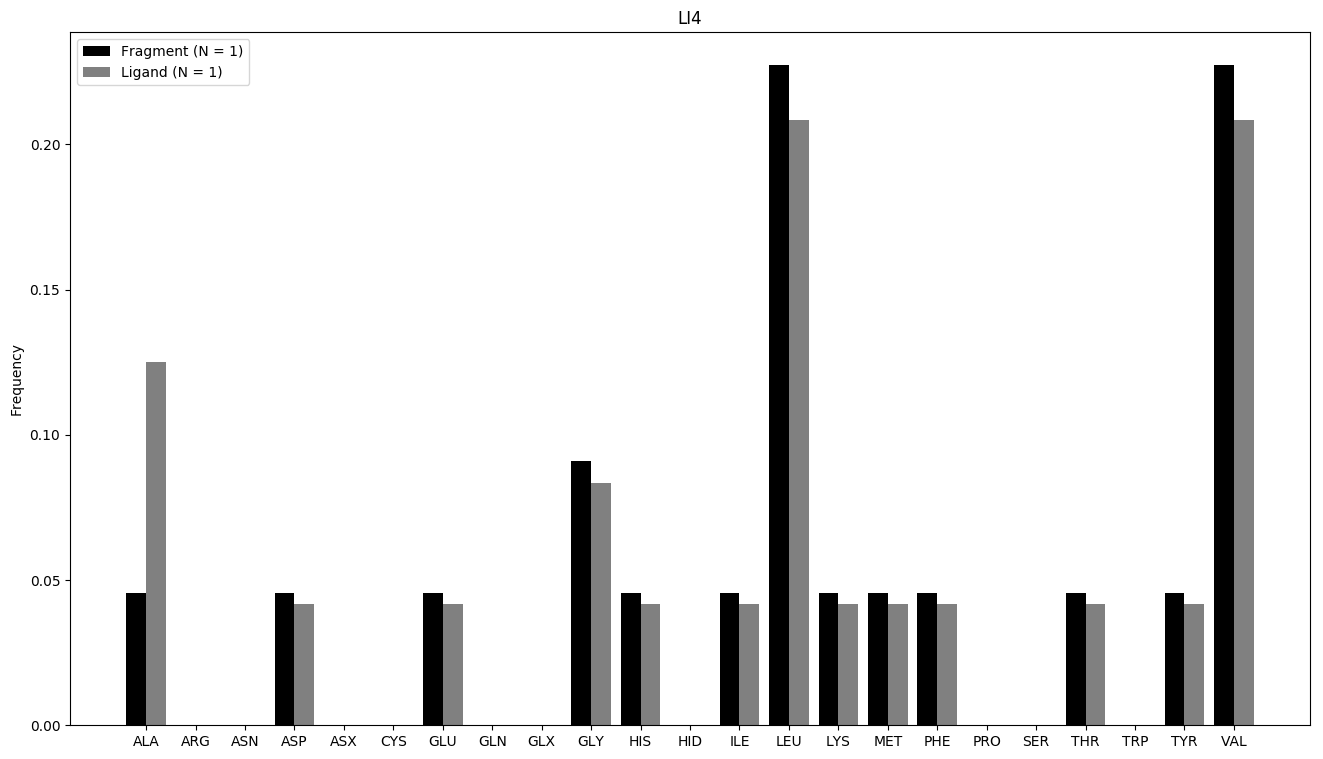 LI4
Fragment (N = 1)
Ligand (N = 1)
Frequency
0.20
0.15
0.10
0.05
0.00
ALA ARG ASN ASP ASX CYS GLU GLN GLX GLY HIS HID ILE LEU LYS MET PHE PRO SER THR TRP TYR VAL